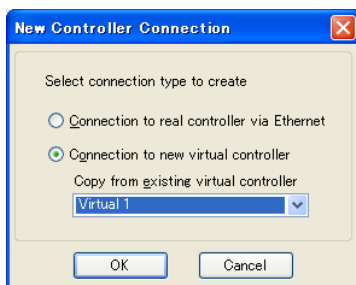 New Controller Connection
Select connection type to create
Connection to real controller via Ethernet
Connection to new virtual controller
Copy from existing virtual controller
Virtual 1
OK
Cancel